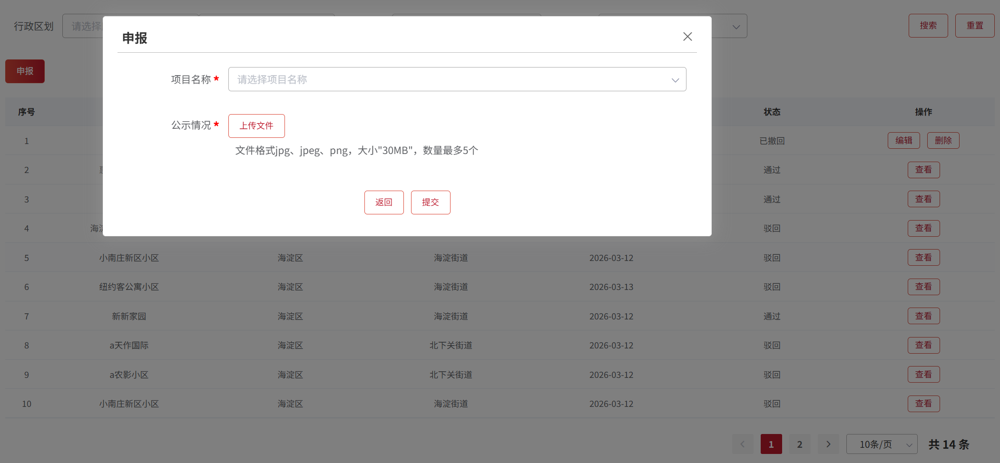 行政区划 请选择
搜索 重置
申报
申报
项目名称 * 请选择项目名称
公示情况 * 上传文件
文件格式jpg、jpeg、png，大小"30MB"，数量最多5个
返回 提交
序号 状态 操作
1 已撤回 编辑 删除
2 通过 查看
3 通过 查看
4 海淀 驳回 查看
5 小南庄新区小区 海淀区 海淀街道 2026-03-12 驳回 查看
6 纽约客公寓小区 海淀区 海淀街道 2026-03-13 驳回 查看
7 新新家园 海淀区 海淀街道 2026-03-12 通过 查看
8 a天作国际 海淀区 北下关街道 2026-03-12 驳回 查看
9 a农影小区 海淀区 北下关街道 2026-03-12 驳回 查看
10 小南庄新区小区 海淀区 海淀街道 2026-03-12 驳回 查看
1 2 10条/页 共 14 条